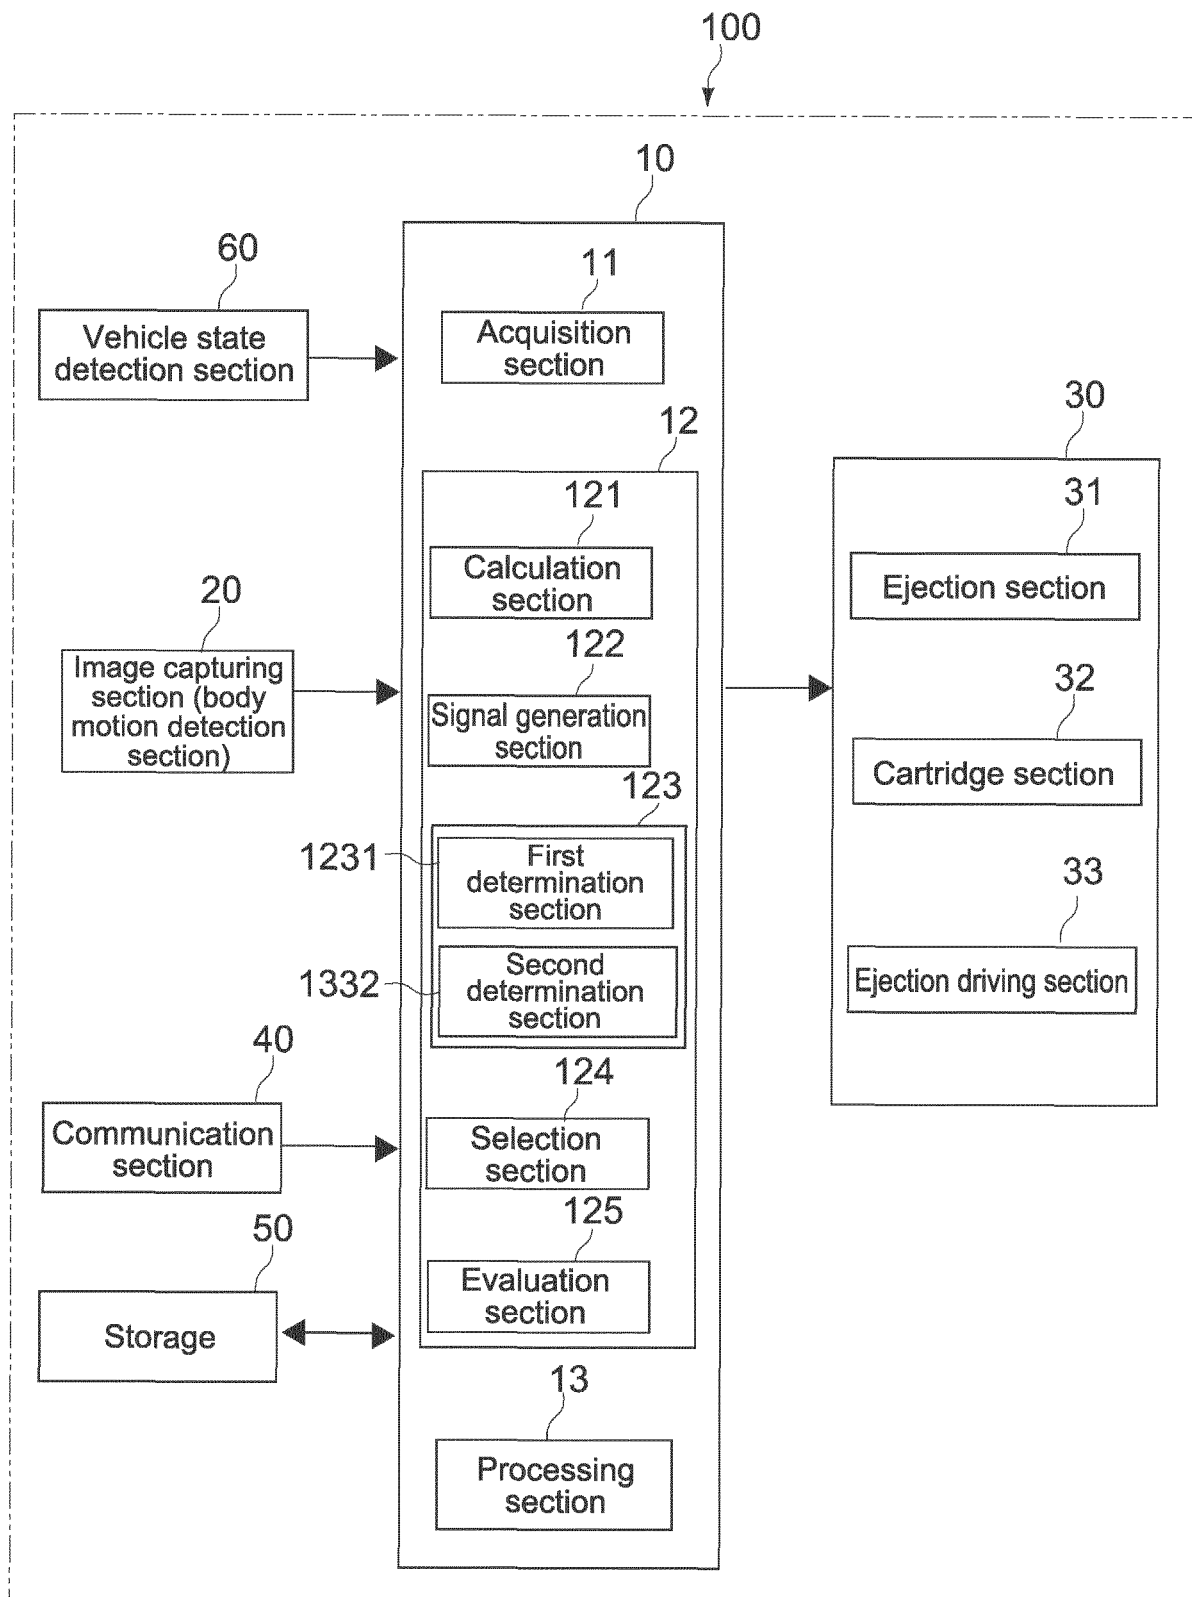 100
10
60
Vehicle state
detection section
11
Acquisition
section
12
30
121
Calculation
section
31
Ejection section
20
Image capturing
section (body
motion detection
section)
122
Signal generation
section
32
Cartridge section
123
1231
First
determination
section
1332
Second
determination
section
33
Ejection driving section
40
Communication
section
124
Selection
section
50
Storage
125
Evaluation
section
13
Processing
section